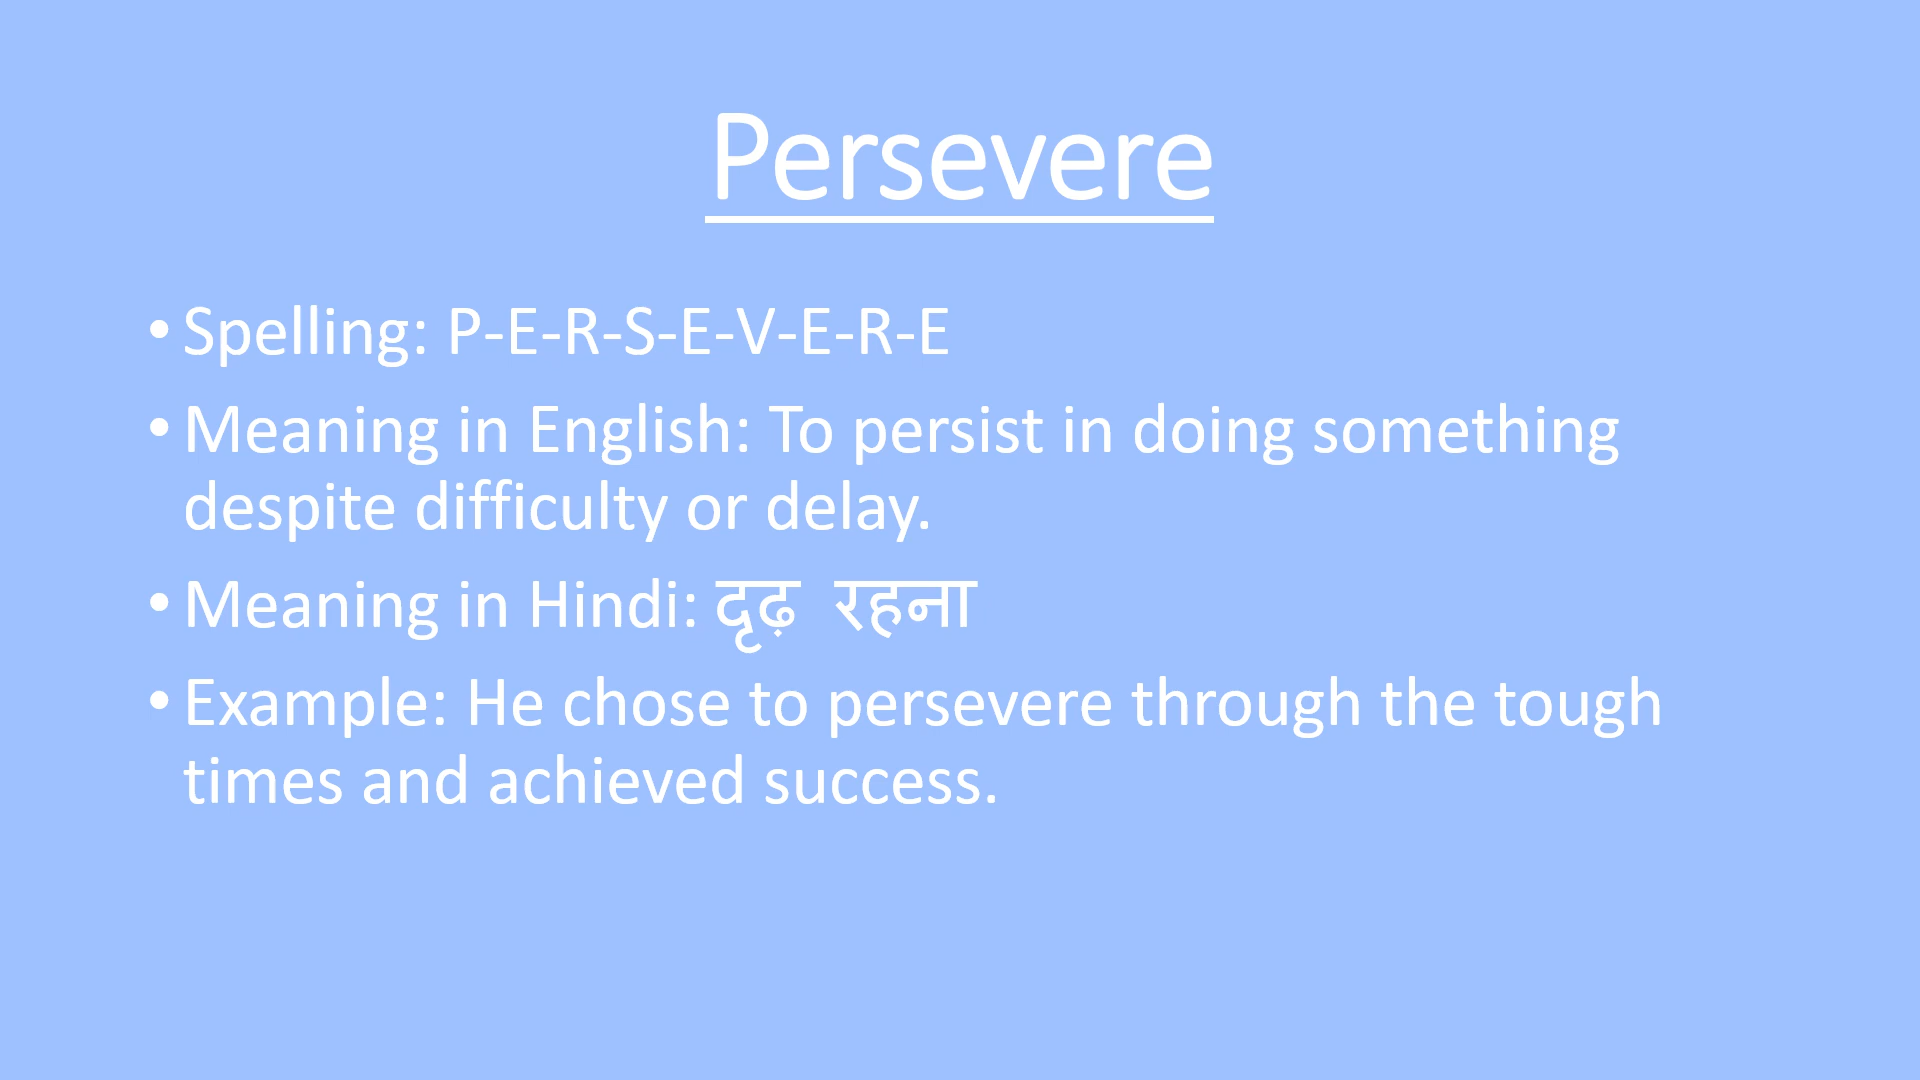 Persevere
• Spelling: P-E-R-S-E-V-E-R-E
• Meaning in English: To persist in doing something
despite difficulty or delay.
• Meaning in Hindi: दृढ़ रहना
• Example: He chose to persevere through the tough
times and achieved success.